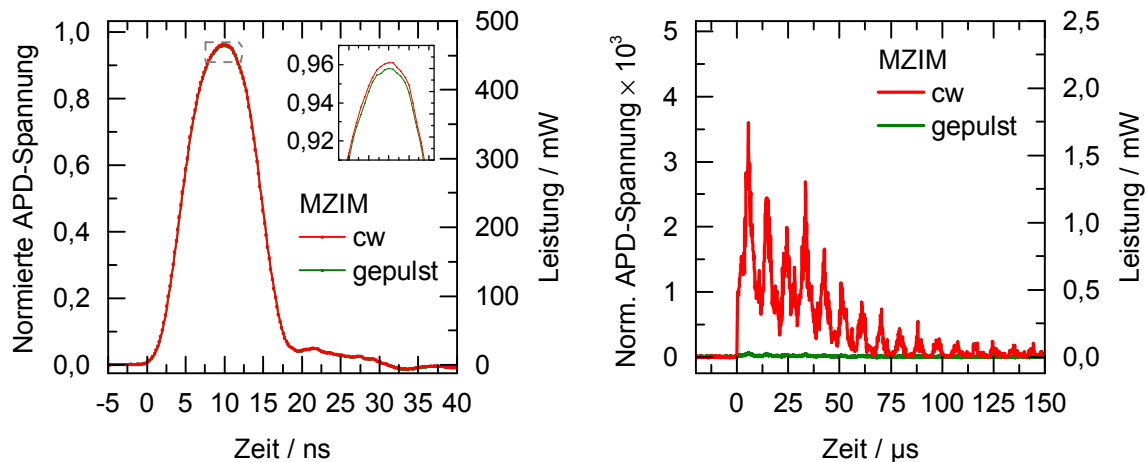 Normierte APD-Spannung
1,0
0,8
0,6
0,4
0,2
0,0
-5 0 5 10 15 20 25 30 35 40
Zeit / ns
500
400
300
200
100
0
Leistung / mW
0,96
0,94
0,92
MZIM
cw
gepulst
Norm. APD-Spannung × 10³
5
4
3
2
1
0
0 25 50 75 100 125 150
Zeit / µs
2,5
2,0
1,5
1,0
0,5
0,0
Leistung / mW
MZIM
cw
gepulst